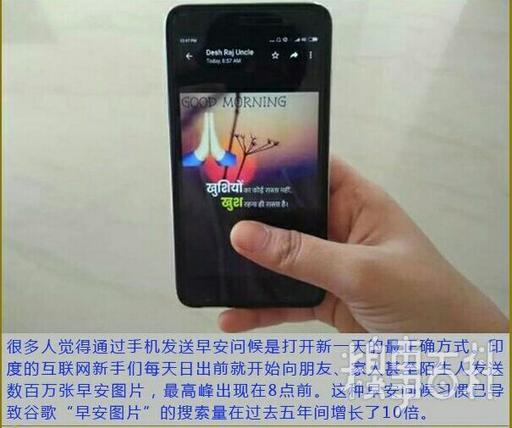 Desh Raj Uncle
Today, 8:57 AM
GOOD MORNING
खुशियों का कोई रास्ता नहीं,
खुश रहना ही रास्ता है।
很多人觉得通过手机发送早安问候是打开新一天的最正确方式。印
度的互联网新手们每天日出前就开始向朋友、家人甚至陌生人发送
数百万张早安图片，最高峰出现在8点前。这种早安问候习惯已导
致谷歌“早安图片”的搜索量在过去五年间增长了10倍。